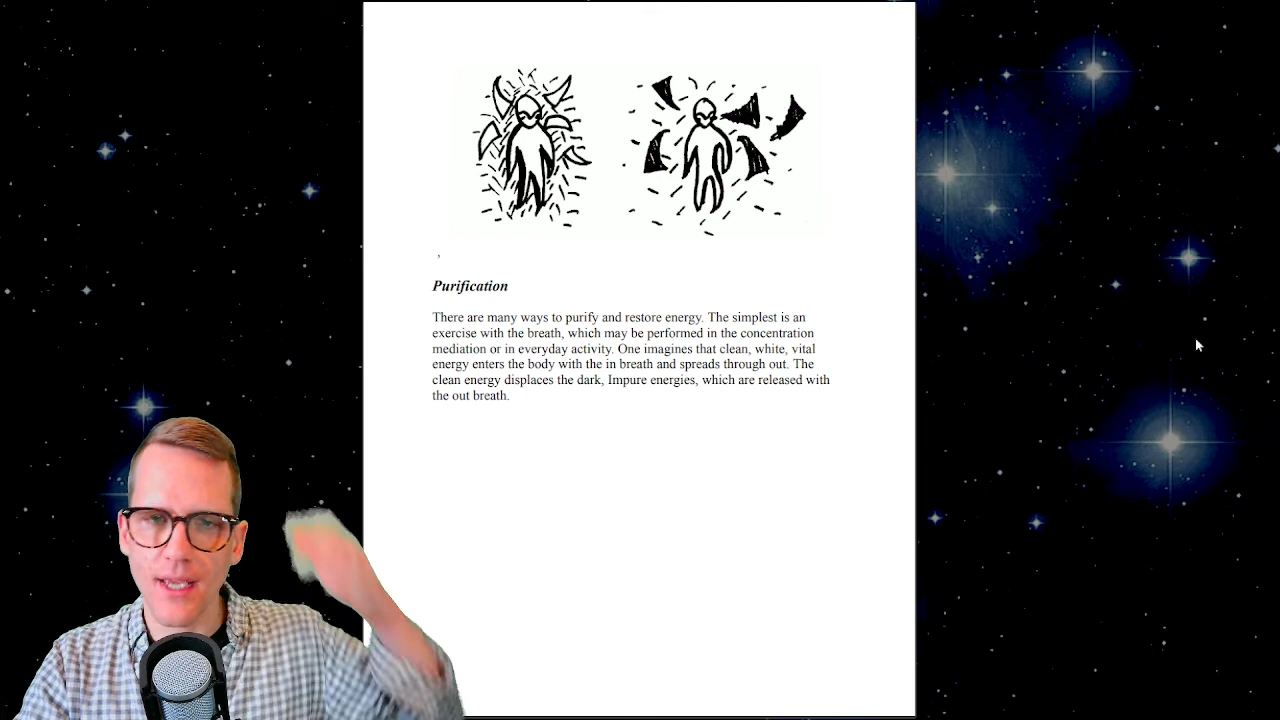 ,
Purification
There are many ways to purify and restore energy. The simplest is an
exercise with the breath, which may be performed in the concentration
mediation or in everyday activity. One imagines that clean, white, vital
energy enters the body with the in breath and spreads through out. The
clean energy displaces the dark, Impure energies, which are released with
the out breath.